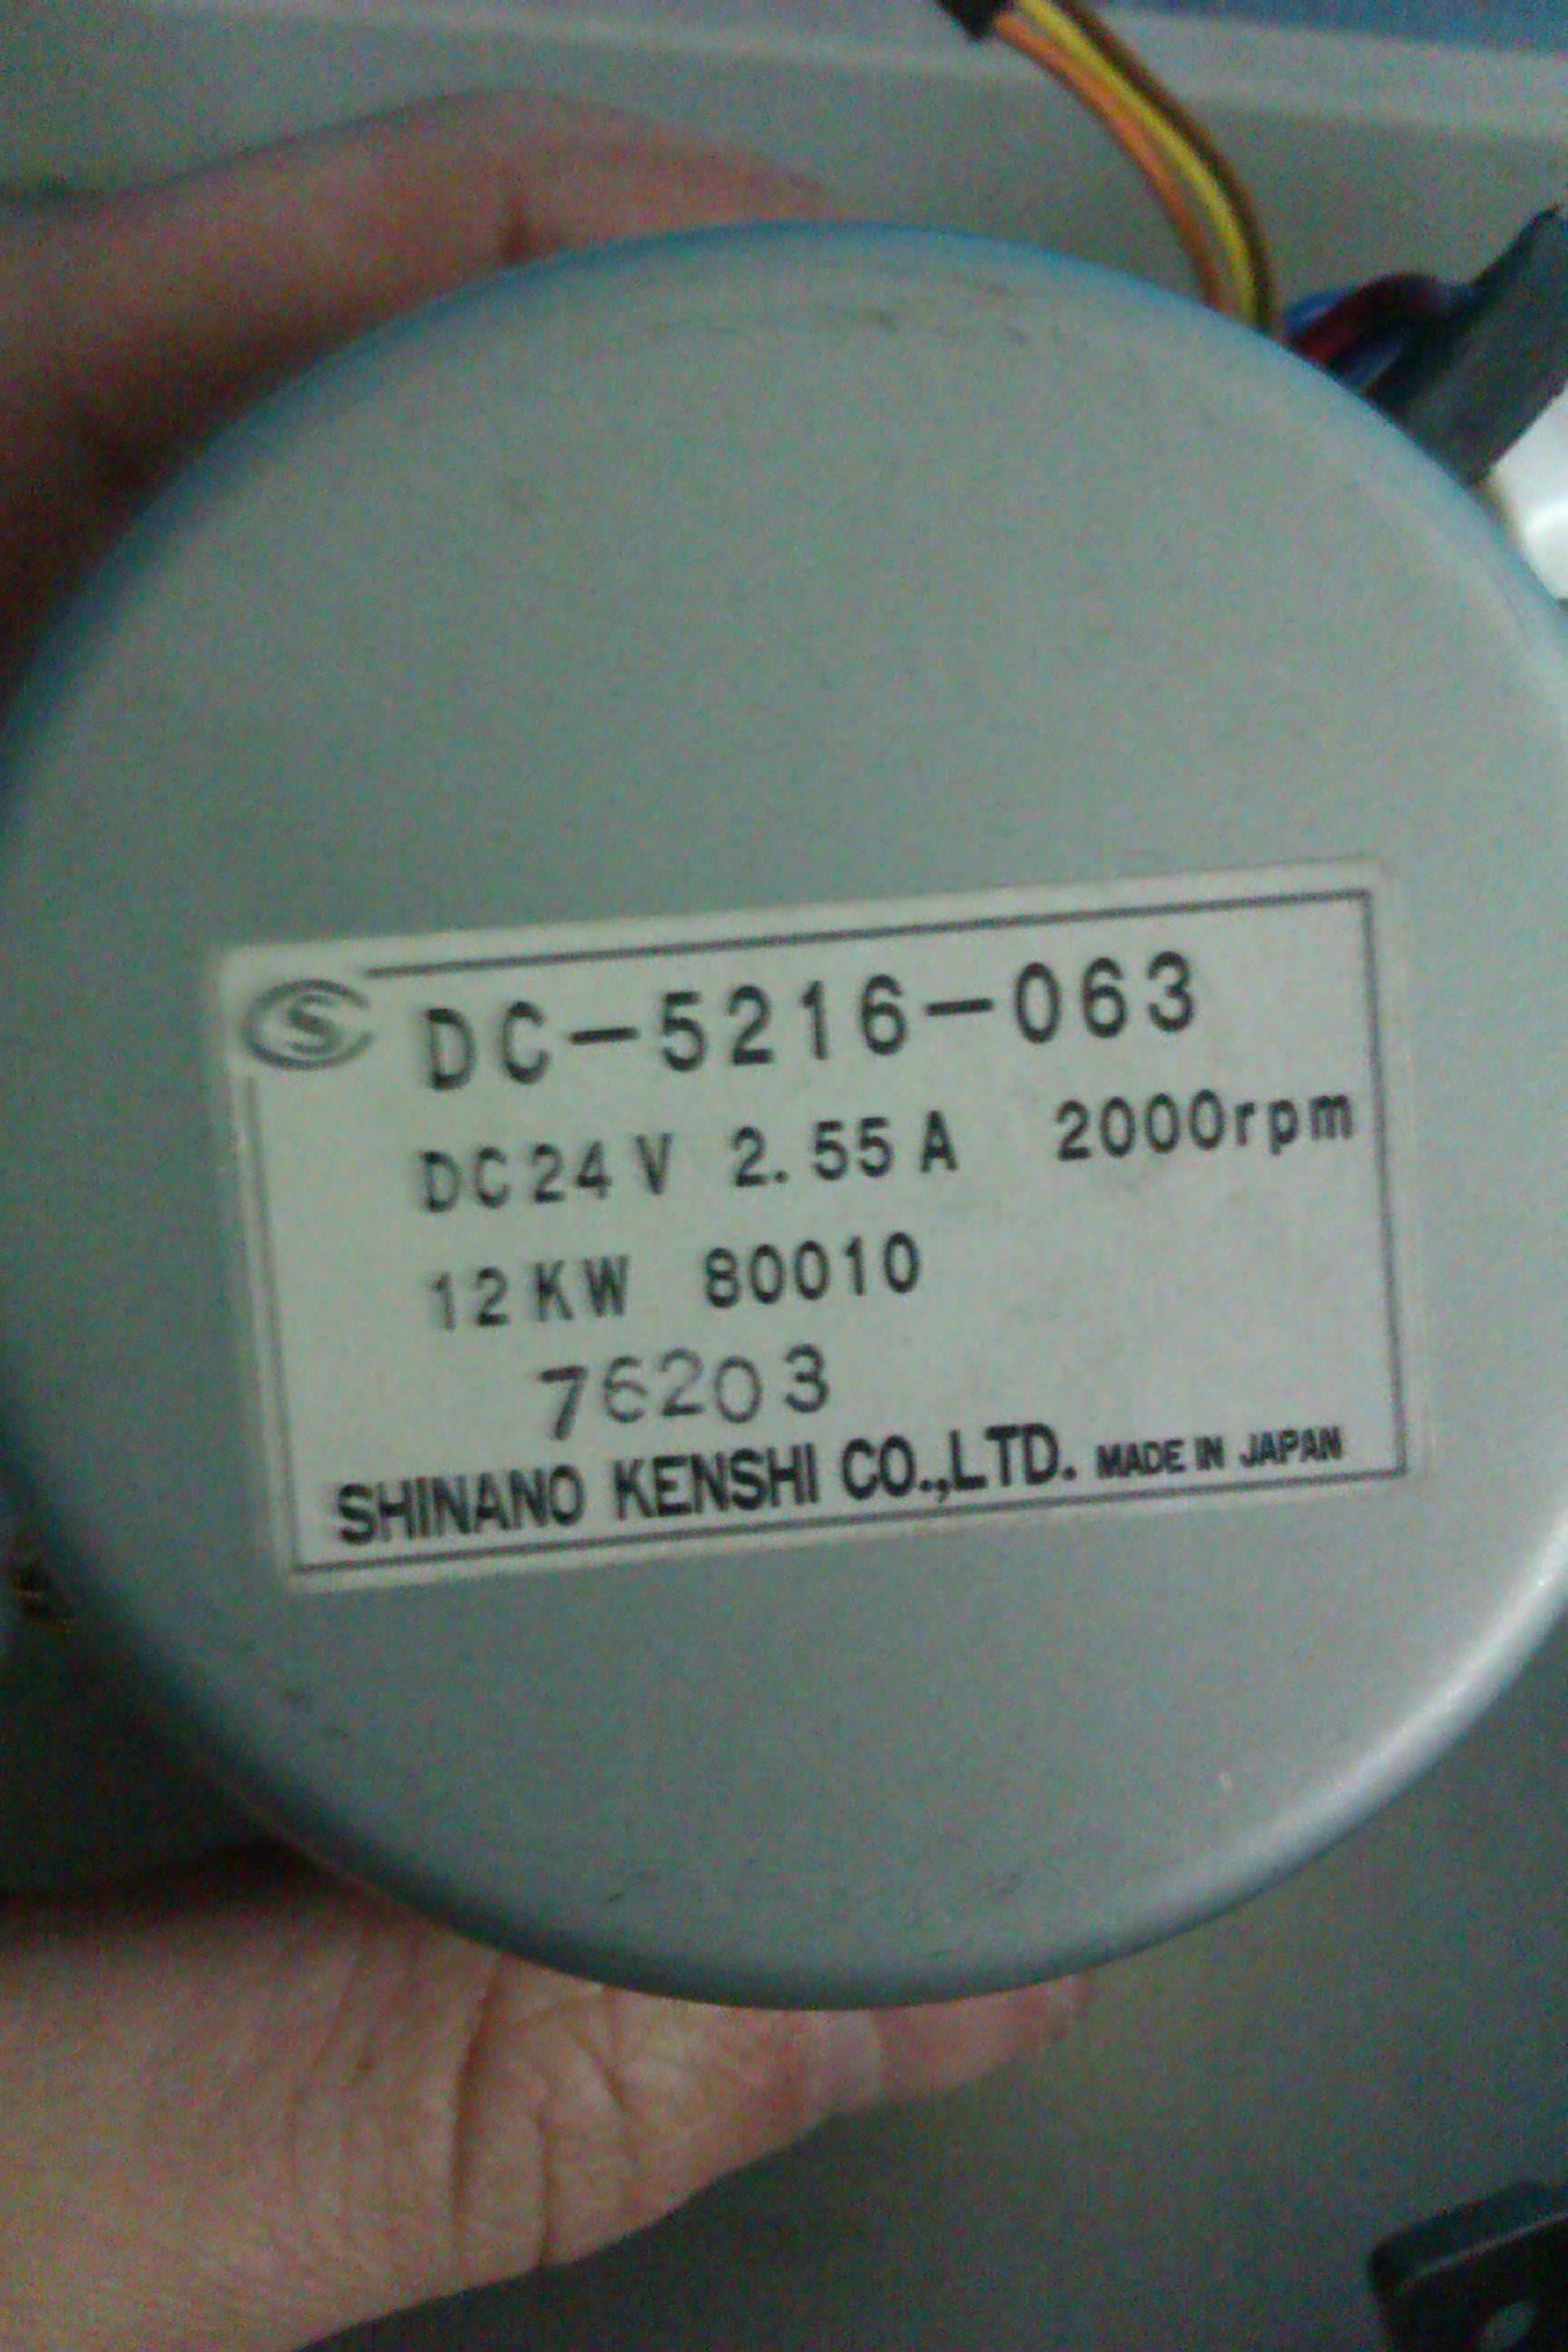 S DC-5216-063
DC24V 2.55A 2000rpm
12KW 80010
76203
SHINANO KENSHI CO.,LTD. MADE IN JAPAN